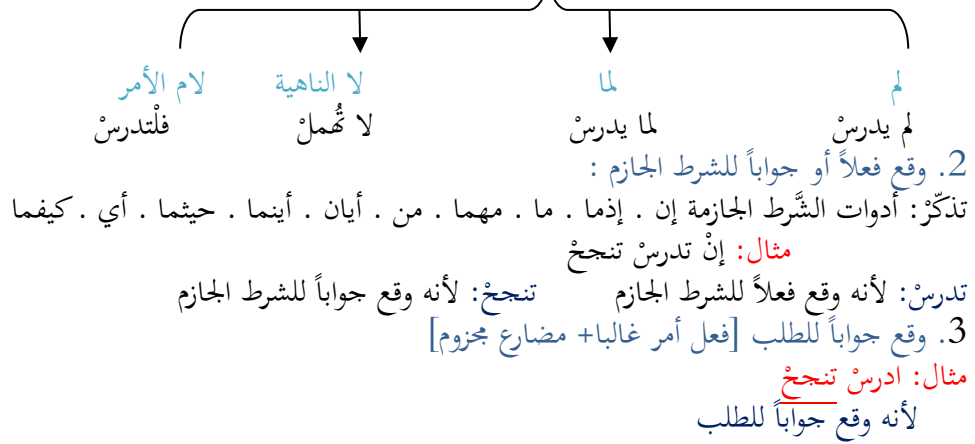 لم لما لا الناهية لام الأمر
لم يدرسْ لما يدرسْ لا تُهملْ فلْتدرسْ
2. وقع فعلاً أو جواباً للشرط الجازم :
تذكّرْ: أدوات الشَّرط الجازمة إن . إذما . ما . مهما . من . أيان . أينما . حيثما . أي . كيفما
مثال: إنْ تدرسْ تنجحْ
تدرسْ: لأنه وقع فعلاً للشرط الجازم تنجحْ: لأنه وقع جواباً للشرط الجازم
3. وقع جواباً للطلب [فعل أمر غالبا+ مضارع مجزوم]
مثال: ادرسْ تنجحْ
لأنه وقع جواباً للطلب